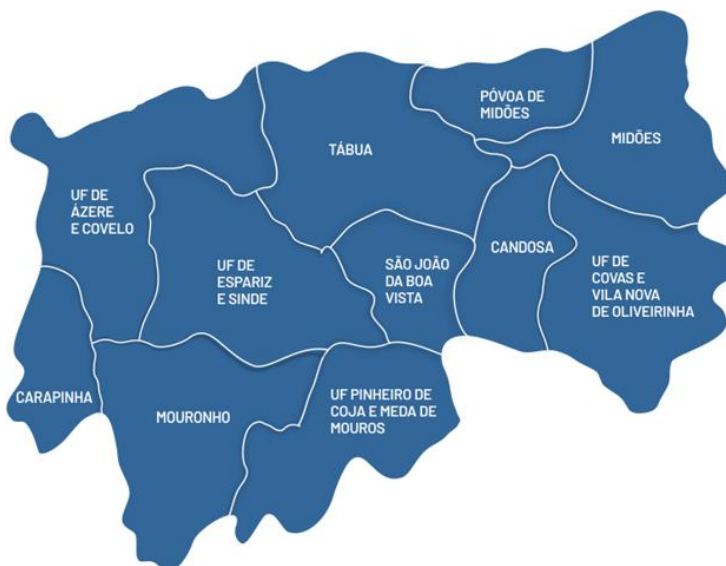 PÓVOA DE
MIDÕES
MIDÕES
TÁBUA
UF DE
ÁZERE
E COVELO
CANDOSA
UF DE
COVAS E
VILA NOVA
DE OLIVEIRINHA
SÃO JOÃO
DA BOA
VISTA
UF DE
ESPARIZ
E SINDE
CARAPINHA
MOURONHO
UF PINHEIRO DE
COJA E MEDA DE
MOUROS